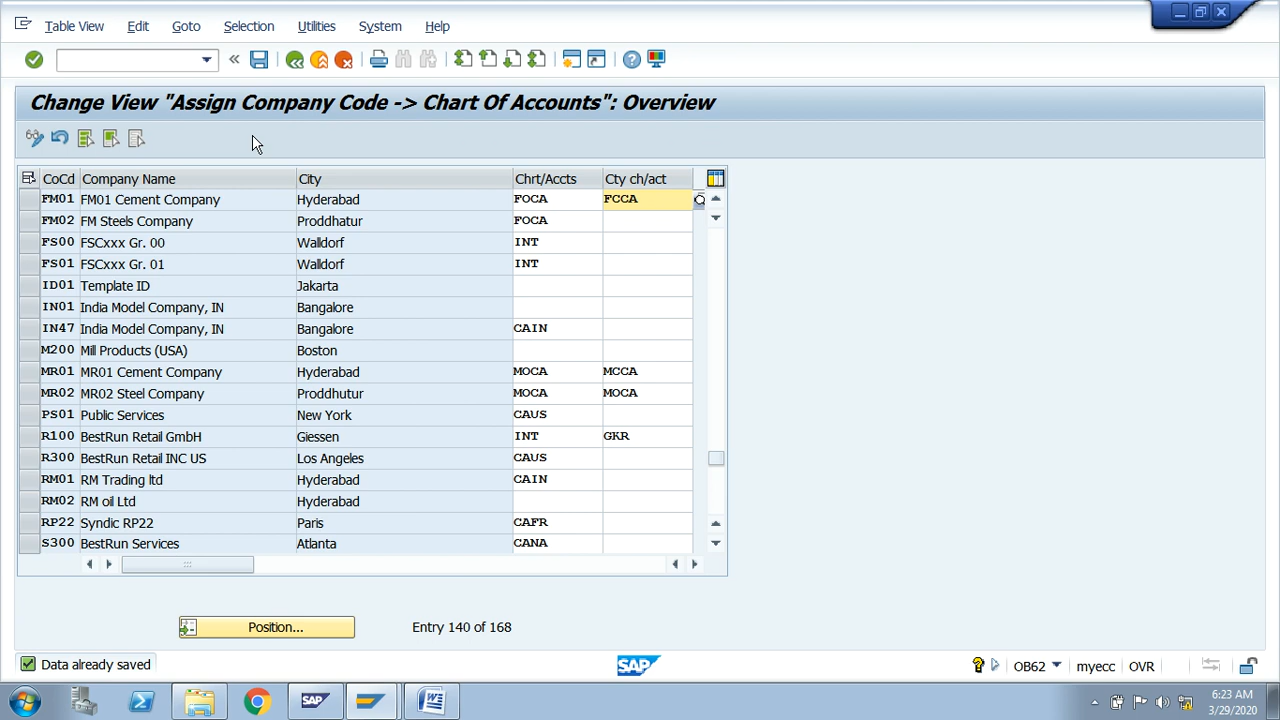 Table View Edit Goto Selection Utilities System Help
Change View "Assign Company Code -> Chart Of Accounts": Overview
CoCd Company Name City Chrt/Accts Cty ch/act
FM01 FM01 Cement Company Hyderabad FOCA FCCA
FM02 FM Steels Company Proddhatur FOCA
FS00 FSCxxx Gr. 00 Walldorf INT
FS01 FSCxxx Gr. 01 Walldorf INT
ID01 Template ID Jakarta
IN01 India Model Company, IN Bangalore
IN47 India Model Company, IN Bangalore CAIN
M200 Mill Products (USA) Boston
MR01 MR01 Cement Company Hyderabad MOCA MCCA
MR02 MR02 Steel Company Proddhutur MOCA MOCA
PS01 Public Services New York CAUS
R100 BestRun Retail GmbH Giessen INT GKR
R300 BestRun Retail INC US Los Angeles CAUS
RM01 RM Trading ltd Hyderabad CAIN
RM02 RM oil Ltd Hyderabad
RP22 Syndic RP22 Paris CAFR
S300 BestRun Services Atlanta CANA
Position... Entry 140 of 168
Data already saved SAP OB62 myecc OVR
SAP
6:23 AM
3/29/2020